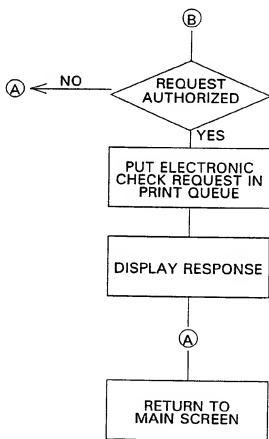 B
REQUEST
AUTHORIZED
NO
A
YES
PUT ELECTRONIC
CHECK REQUEST IN
PRINT QUEUE
DISPLAY RESPONSE
A
RETURN TO
MAIN SCREEN